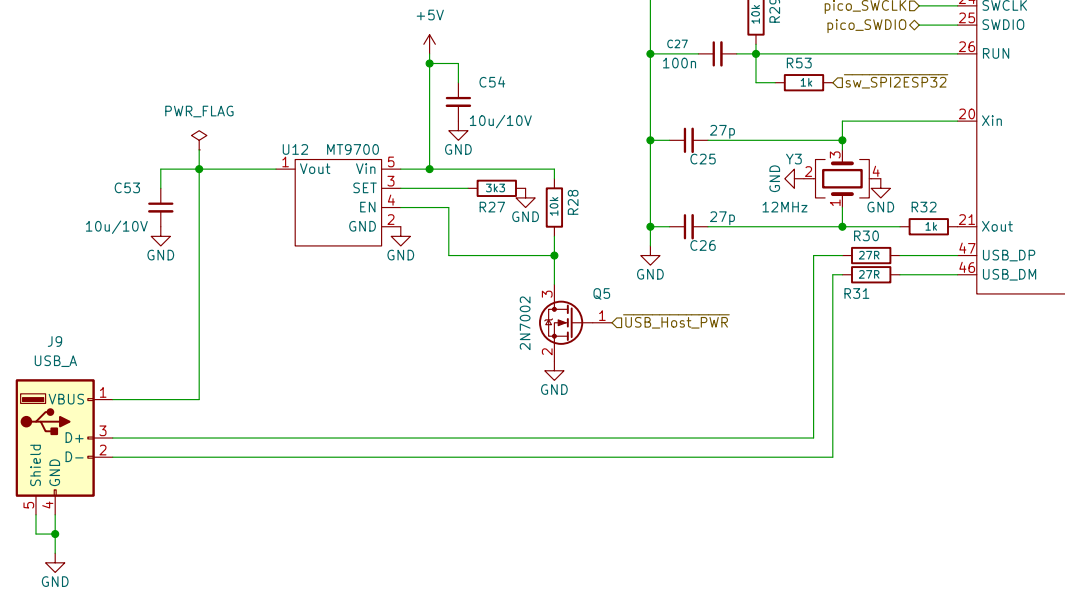 +5V
C54
10u/10V
GND
PWR_FLAG
U12 MT9700
1 Vout Vin 5
SET 3
EN 4
GND 2
GND
C53
10u/10V
GND
3k3
R27
GND
10k
R28
Q5
3
1
2
2N7002
USB_Host_PWR
GND
J9
USB_A
VBUS 1
D+ 3
D- 2
Shield
GND
5
4
GND
pico_SWCLK 24 SWCLK
pico_SWDIO 25 SWDIO
10k
R29
C27
100n
26 RUN
R53
1k
sw_SPI2ESP32
20 Xin
27p
C25
Y3
3
GND 2
4
GND
12MHz
1
27p
C26
GND
R32
1k
21 Xout
R30
27R
47 USB_DP
27R
46 USB_DM
R31